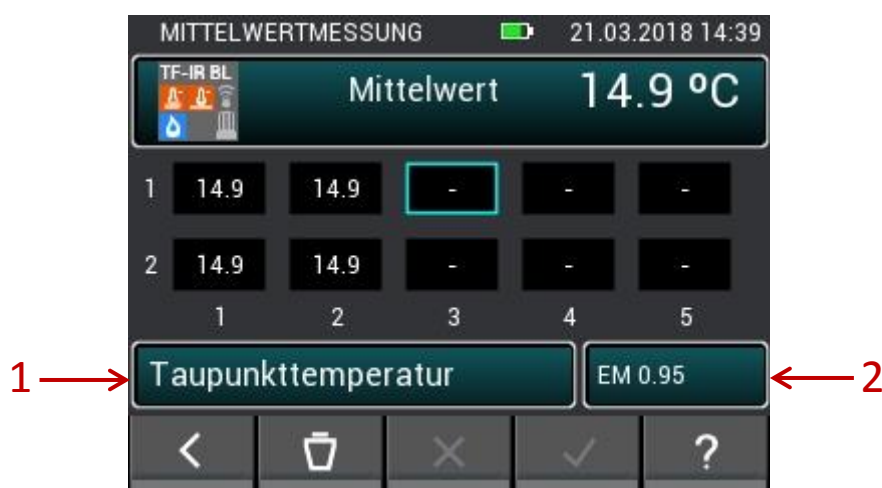 MITTELWERTMESSUNG 21.03.2018 14:39
TF-IR BL
Mittelwert 14.9 ºC
1 14.9 14.9 - - -
2 14.9 14.9 - - -
1 2 3 4 5
1 Taupunkttemperatur EM 0.95 2
?